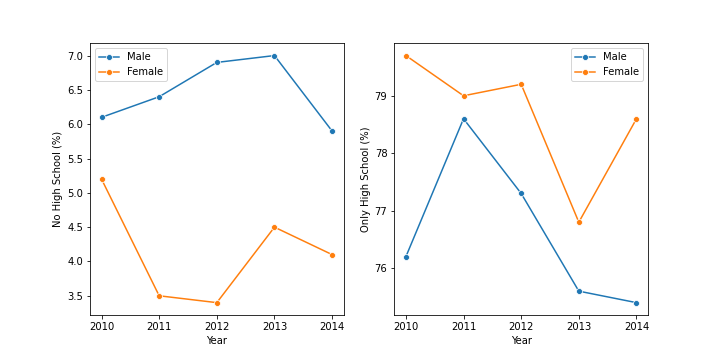 7.0
6.5
6.0
5.5
5.0
4.5
4.0
3.5
No High School (%)
Male
Female
2010 2011 2012 2013 2014
Year
79
78
77
76
Only High School (%)
Male
Female
2010 2011 2012 2013 2014
Year